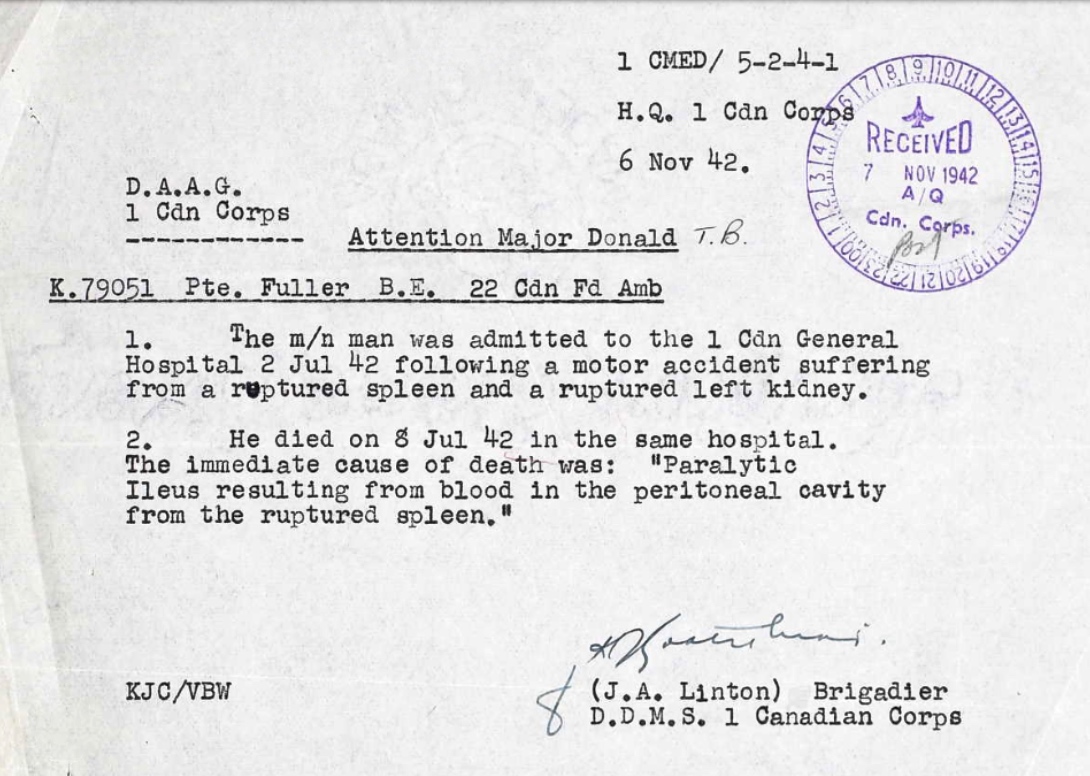 1 CMED/ 5-2-4-1
H.Q. 1 Cdn Corps
6 Nov 42.
RECEIVED
7 NOV 1942
A/Q
Cdn. Corps.
D.A.A.G.
1 Cdn Corps
------------
Attention Major Donald T.B.
K.79051 Pte. Fuller B.E. 22 Cdn Fd Amb
1. The m/n man was admitted to the 1 Cdn General
Hospital 2 Jul 42 following a motor accident suffering
from a ruptured spleen and a ruptured left kidney.
2. He died on 8 Jul 42 in the same hospital.
The immediate cause of death was: "Paralytic
Ileus resulting from blood in the peritoneal cavity
from the ruptured spleen."
KJC/VBW
(J.A. Linton) Brigadier
D.D.M.S. 1 Canadian Corps